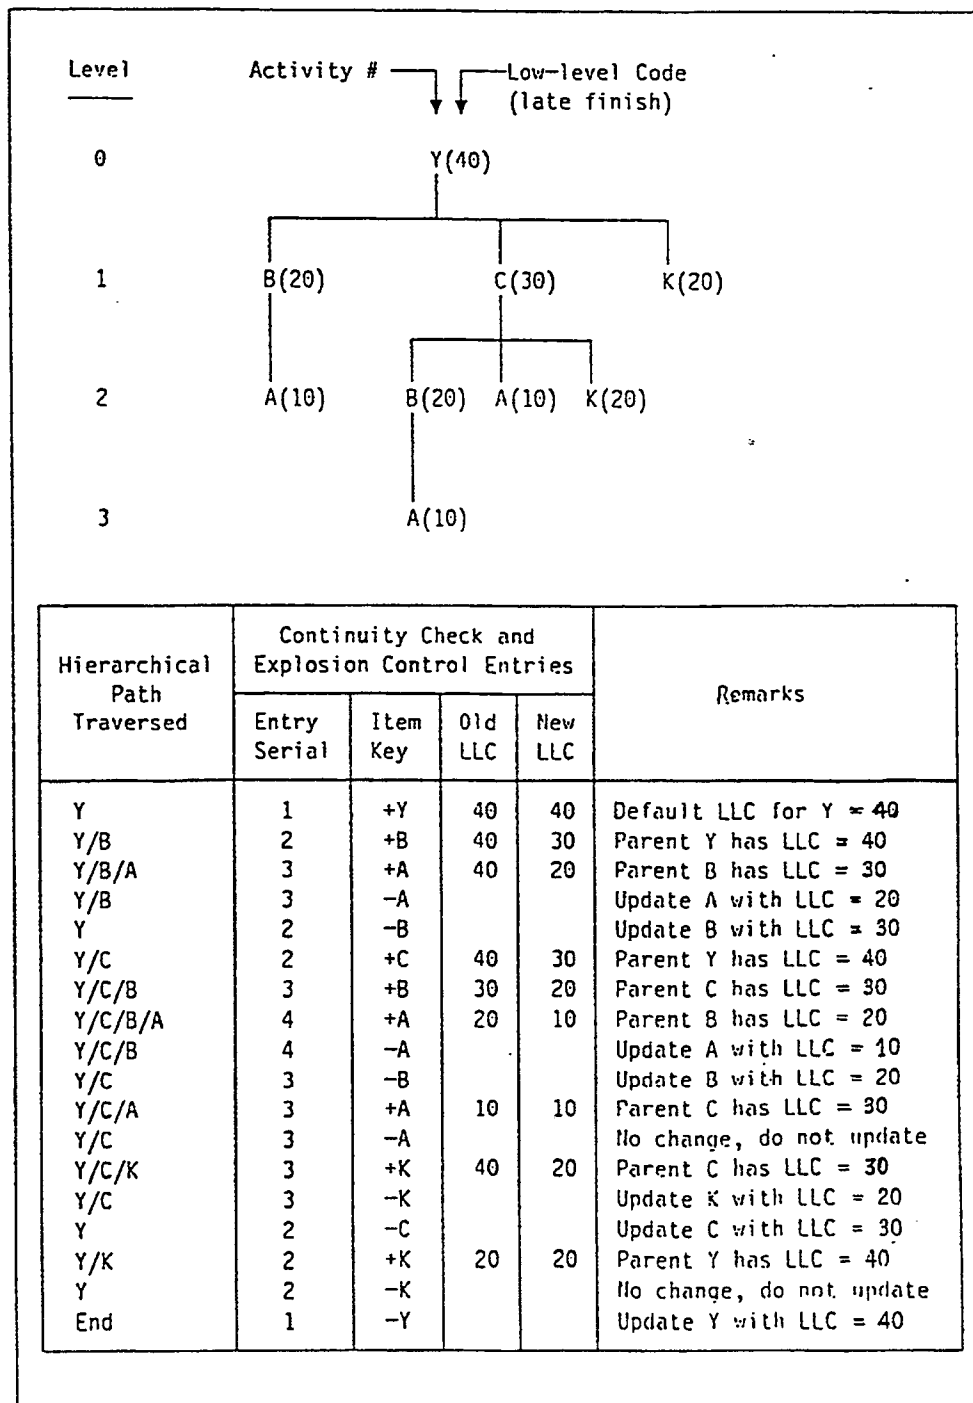 Level Activity # Low-level Code
(late finish)
0 Y(40)
1 B(20) C(30) K(20)
2 A(10) B(20) A(10) K(20)
3 A(10)
Continuity Check and
Explosion Control Entries
Hierarchical
Path
Traversed
Entry Item Old New
Serial Key LLC LLC
Remarks
Y 1 +Y 40 40 Default LLC for Y = 40
Y/B 2 +B 40 30 Parent Y has LLC = 40
Y/B/A 3 +A 40 20 Parent B has LLC = 30
Y/B 3 −A Update A with LLC = 20
Y 2 −B Update B with LLC = 30
Y/C 2 +C 40 30 Parent Y has LLC = 40
Y/C/B 3 +B 30 20 Parent C has LLC = 30
Y/C/B/A 4 +A 20 10 Parent B has LLC = 20
Y/C/B 4 −A Update A with LLC = 10
Y/C 3 −B Update B with LLC = 20
Y/C/A 3 +A 10 10 Parent C has LLC = 30
Y/C 3 −A No change, do not update
Y/C/K 3 +K 40 20 Parent C has LLC = 30
Y/C 3 −K Update K with LLC = 20
Y 2 −C Update C with LLC = 30
Y/K 2 +K 20 20 Parent Y has LLC = 40
Y 2 −K No change, do not update
End 1 −Y Update Y with LLC = 40